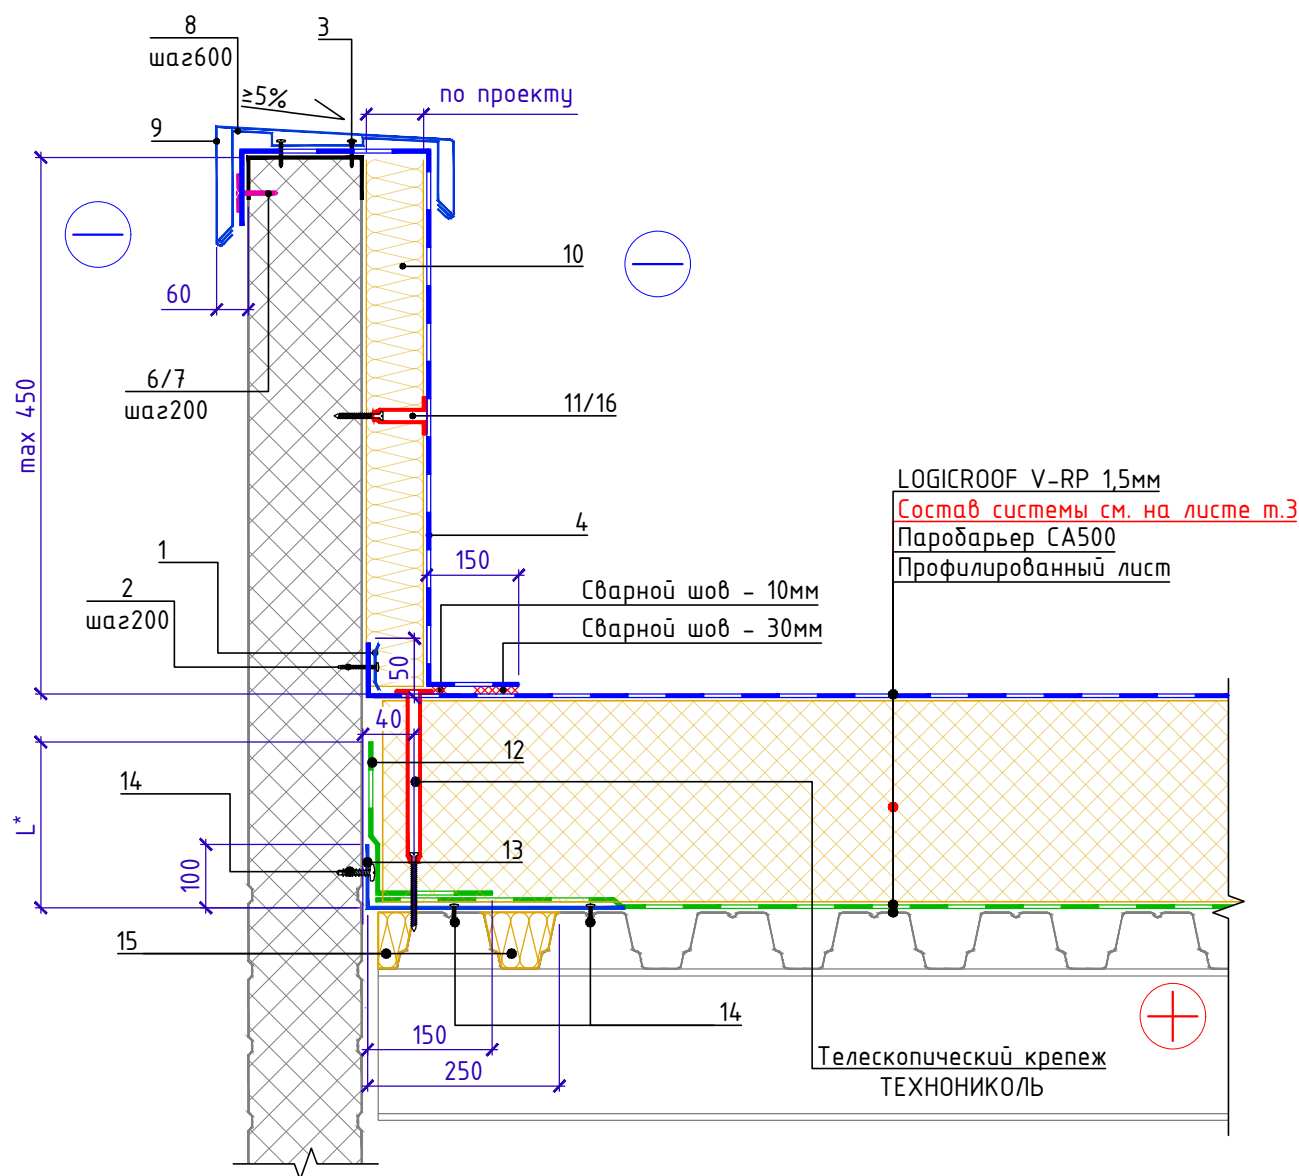 8
шаг600
3
≥5%
по проекту
9
10
60
6/7
шаг200
11/16
max 450
LOGICROOF V-RP 1,5мм
Состав системы см. на листе т.3
Паробарьер СА500
Профилированный лист
4
1
150
2
шаг200
Сварной шов - 10мм
Сварной шов - 30мм
50
40
12
14
L*
13
100
15
14
150
250
Телескопический крепеж
ТЕХНОНИКОЛЬ